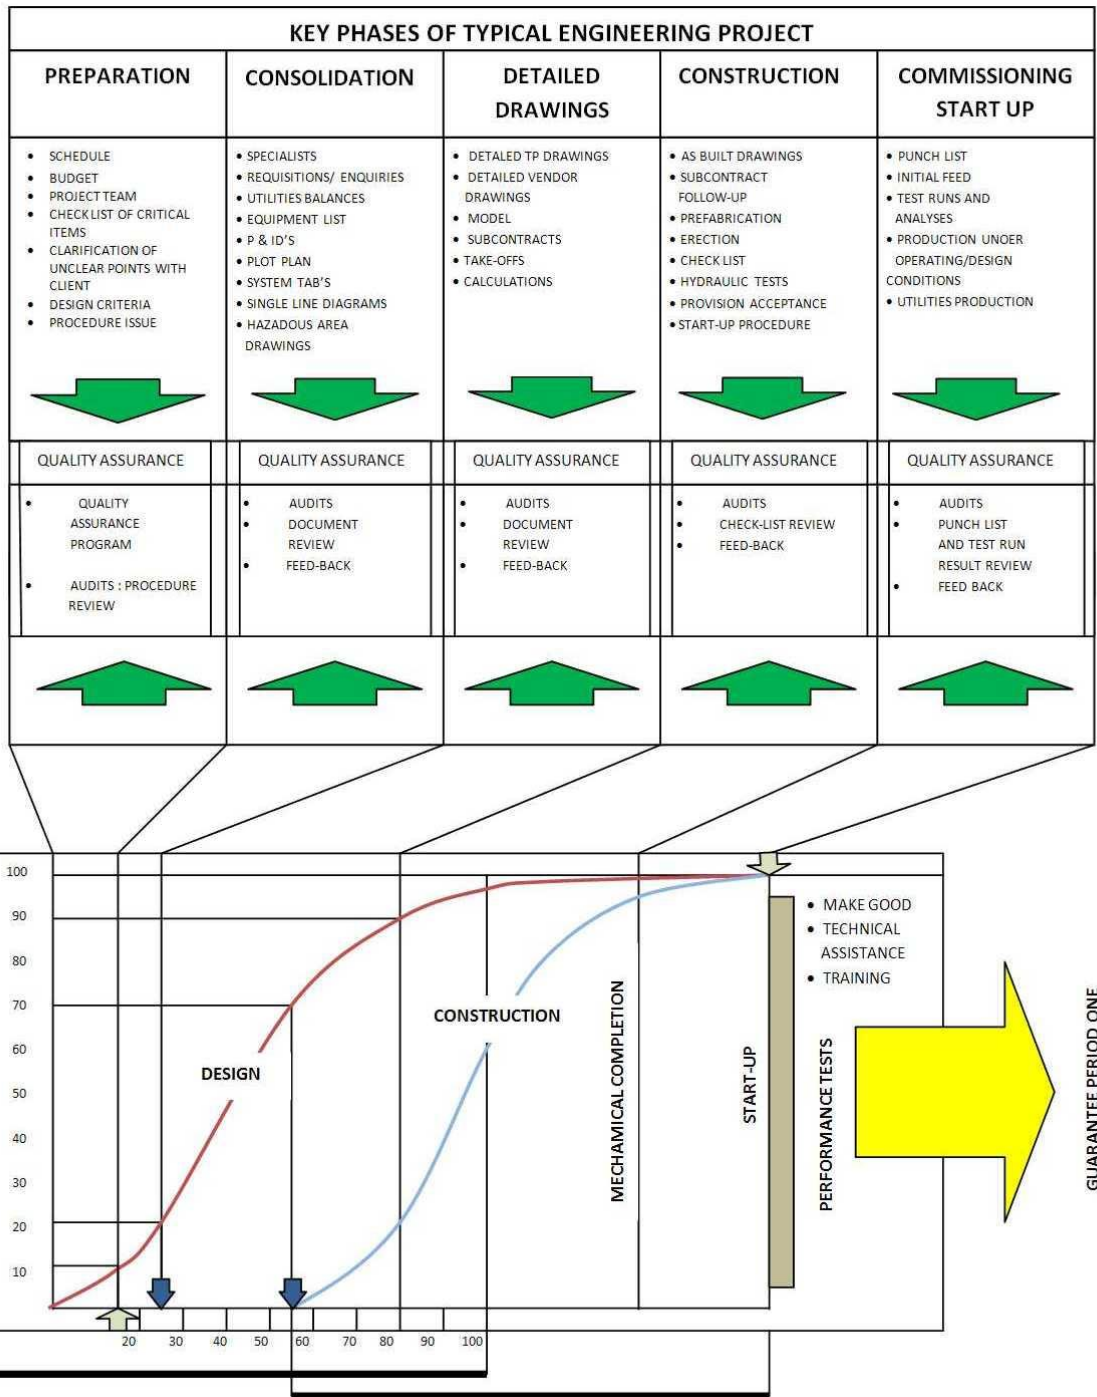 KEY PHASES OF TYPICAL ENGINEERING PROJECT
PREPARATION
CONSOLIDATION
DETAILED
DRAWINGS
CONSTRUCTION
COMMISSIONING
START UP
• SCHEDULE
• BUDGET
• PROJECT TEAM
• CHECK LIST OF CRITICAL
ITEMS
• CLARIFICATION OF
UNCLEAR POINTS WITH
CLIENT
• DESIGN CRITERIA
• PROCEDURE ISSUE
• SPECIALISTS
• REQUISITIONS/ ENQUIRIES
• UTILITIES BALANCES
• EQUIPMENT LIST
• P & ID'S
• PLOT PLAN
• SYSTEM TAB'S
• SINGLE LINE DIAGRAMS
• HAZADOUS AREA
DRAWINGS
• DETALED TP DRAWINGS
• DETAILED VENDOR
DRAWINGS
• MODEL
• SUBCONTRACTS
• TAKE-OFFS
• CALCULATIONS
• AS BUILT DRAWINGS
• SUBCONTRACT
FOLLOW-UP
• PREFABRICATION
• ERECTION
• CHECK LIST
• HYDRAULIC TESTS
• PROVISION ACCEPTANCE
• START-UP PROCEDURE
• PUNCH LIST
• INITIAL FEED
• TEST RUNS AND
ANALYSES
• PRODUCTION UNDER
OPERATING/DESIGN
CONDITIONS
• UTILITIES PRODUCTION
QUALITY ASSURANCE
QUALITY ASSURANCE
QUALITY ASSURANCE
QUALITY ASSURANCE
QUALITY ASSURANCE
• QUALITY
ASSURANCE
PROGRAM
• AUDITS : PROCEDURE
REVIEW
• AUDITS
• DOCUMENT
REVIEW
• FEED-BACK
• AUDITS
• DOCUMENT
REVIEW
• FEED-BACK
• AUDITS
• CHECK-LIST REVIEW
• FEED-BACK
• AUDITS
• PUNCH LIST
AND TEST RUN
RESULT REVIEW
• FEED BACK
100
90
80
70
60
50
40
30
20
10
DESIGN
CONSTRUCTION
MECHAMICAL COMPLETION
START-UP
• MAKE GOOD
• TECHNICAL
ASSISTANCE
• TRAINING
PERFORMANCE TESTS
GUARANTEE PERIOD ONE
20 30 40 50 60 70 80 90 100